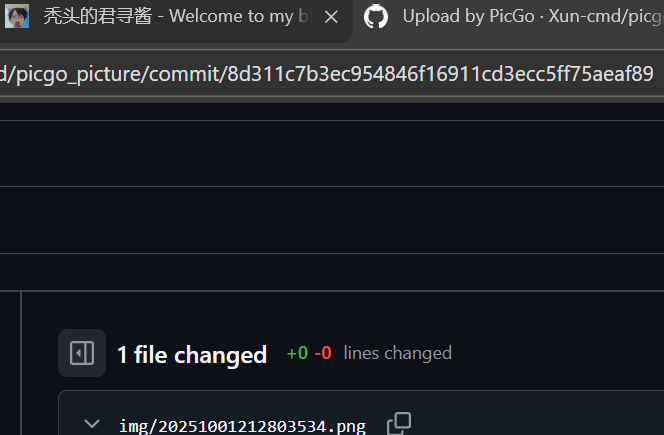 秃头的君寻酱 - Welcome to my b
Upload by PicGo · Xun-cmd/picg
d/picgo_picture/commit/8d311c7b3ec954846f16911cd3ecc5ff75aeaf89
1 file changed +0 -0 lines changed
img/20251001212803534.png